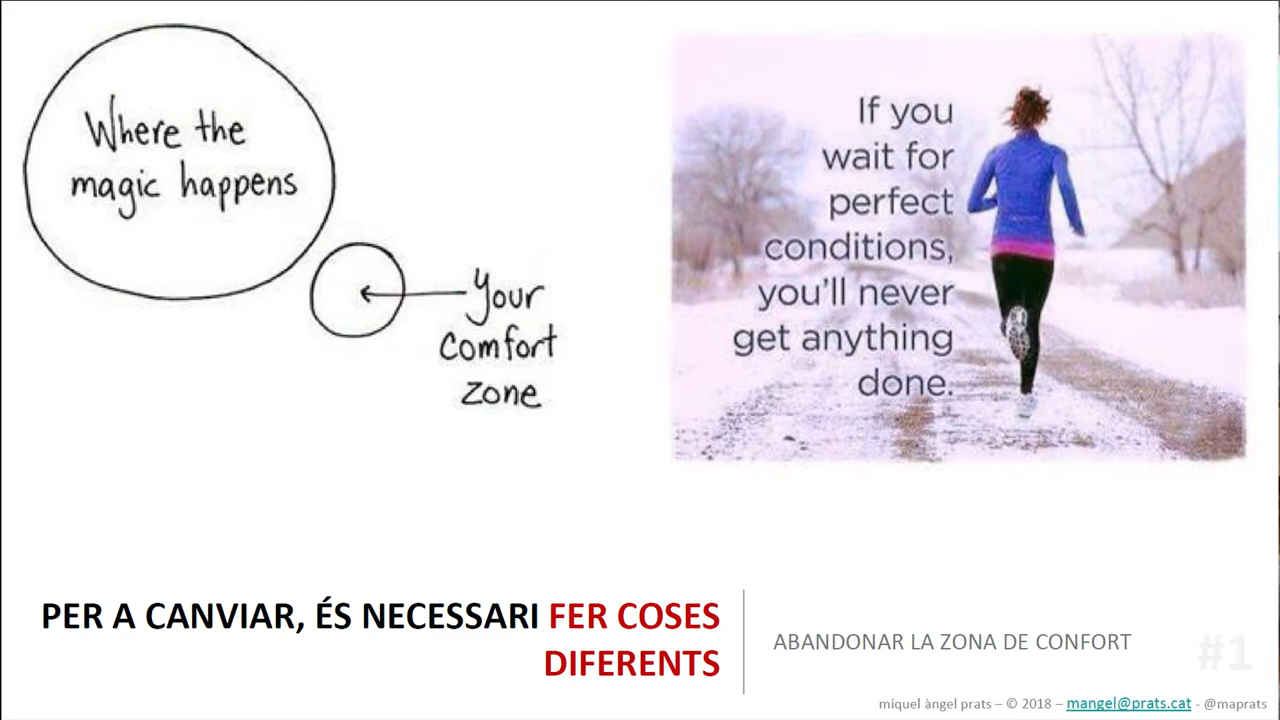 Where the
magic happens
Your
comfort
zone
If you
wait for
perfect
conditions,
you'll never
get anything
done.
PER A CANVIAR, ÉS NECESSARI FER COSES
DIFERENTS
ABANDONAR LA ZONA DE CONFORT
#1
miquel àngel prats – © 2018 – mangel@prats.cat - @maprats